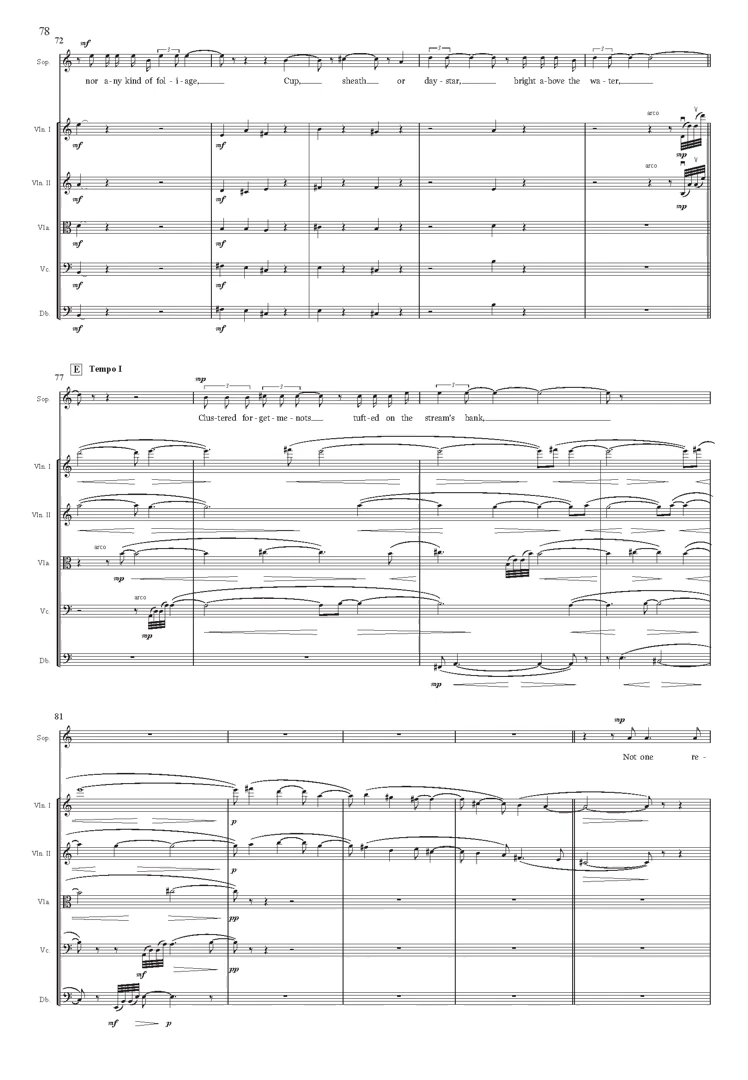 78
72
mf
Sop.
nor a-ny kind of fol - i - age, Cup, sheath or day - star, bright a-bove the wa - ter,
Vln. I
mf mf arco mp
Vln. II
mf mf arco mp
Vla.
mf mf
Vc.
mf mf
Db.
mf mf
77 E Tempo I
mp
Sop.
3 3 3
Clus-tered for - get - me - nots tuft-ed on the stream's bank,
Vln. I
Vln. II
Vla.
arco
mp
Vc.
arco
mp
Db.
mp
81
mp
Sop.
Not one re -
Vln. I
p
Vln. II
p
Vla.
pp
Vc.
mf pp
Db.
mf p